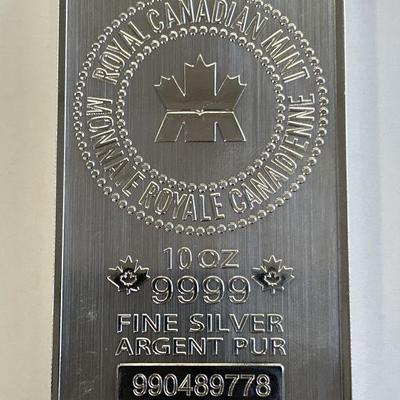 ROYAL CANADIAN MINT
MONNAIE ROYALE CANADIENNE
10 OZ
9999
FINE SILVER
ARGENT PUR
990489778